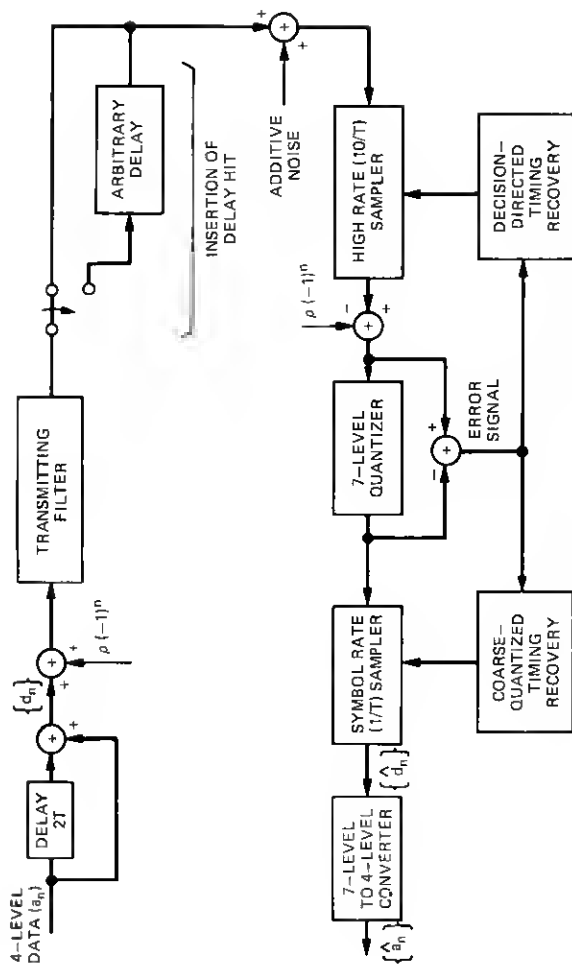 4-LEVEL
DATA (a_n)
DELAY
2T
+
+
+
{d_n}
+
+
+
ρ (-1)^n
TRANSMITTING
FILTER
ARBITRARY
DELAY
INSERTION OF
DELAY HIT
+
+
+
ADDITIVE
NOISE
HIGH RATE (10/T)
SAMPLER
DECISION-
DIRECTED
TIMING
RECOVERY
ρ (-1)^n
-
+
+
7-LEVEL
QUANTIZER
+
-
+
ERROR
SIGNAL
SYMBOL RATE
(1/T) SAMPLER
COARSE-
QUANTIZED
TIMING
RECOVERY
{d̂_n}
7-LEVEL
TO 4-LEVEL
CONVERTER
{â_n}